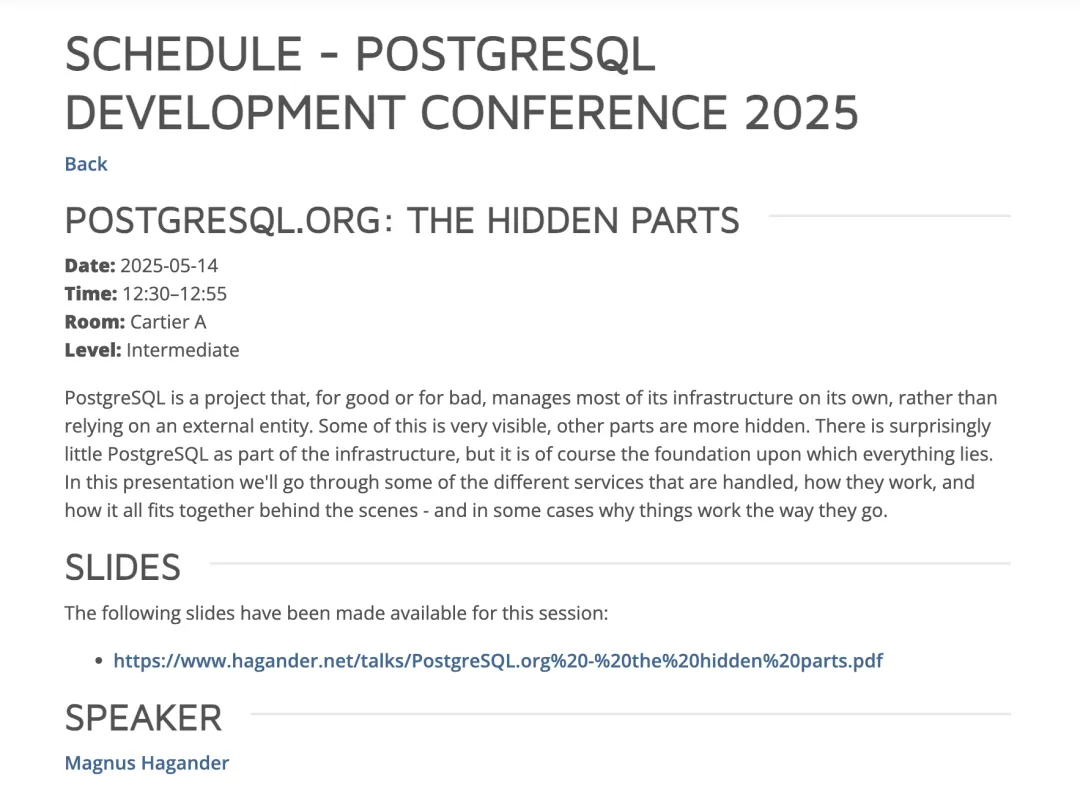 SCHEDULE - POSTGRESQL
DEVELOPMENT CONFERENCE 2025
Back
POSTGRESQL.ORG: THE HIDDEN PARTS
Date: 2025-05-14
Time: 12:30–12:55
Room: Cartier A
Level: Intermediate
PostgreSQL is a project that, for good or for bad, manages most of its infrastructure on its own, rather than
relying on an external entity. Some of this is very visible, other parts are more hidden. There is surprisingly
little PostgreSQL as part of the infrastructure, but it is of course the foundation upon which everything lies.
In this presentation we'll go through some of the different services that are handled, how they work, and
how it all fits together behind the scenes - and in some cases why things work the way they go.
SLIDES
The following slides have been made available for this session:
• https://www.hagander.net/talks/PostgreSQL.org%20-%20the%20hidden%20parts.pdf
SPEAKER
Magnus Hagander